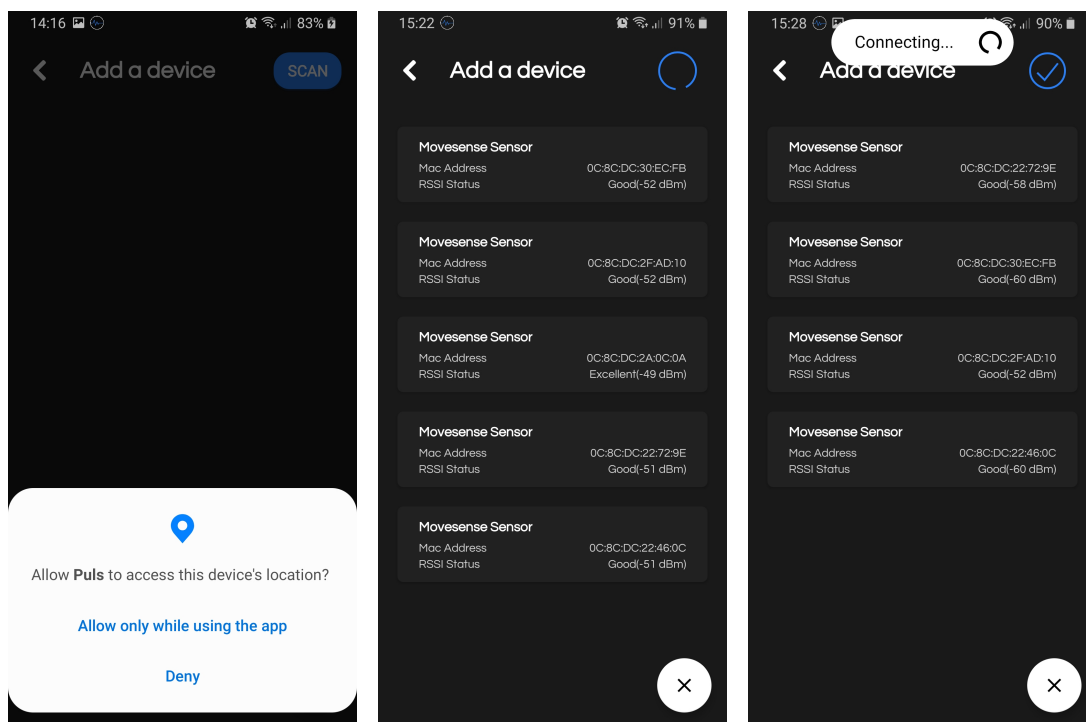 14:16
83%
Add a device
SCAN
Allow Puls to access this device's location?
Allow only while using the app
Deny
15:22
91%
Add a device
Movesense Sensor
Mac Address 0C:8C:DC:30:EC:FB
RSSI Status Good(-52 dBm)
Movesense Sensor
Mac Address 0C:8C:DC:2F:AD:10
RSSI Status Good(-52 dBm)
Movesense Sensor
Mac Address 0C:8C:DC:2A:0C:0A
RSSI Status Excellent(-49 dBm)
Movesense Sensor
Mac Address 0C:8C:DC:22:72:9E
RSSI Status Good(-51 dBm)
Movesense Sensor
Mac Address 0C:8C:DC:22:46:0C
RSSI Status Good(-51 dBm)
15:28
90%
Connecting...
Add a device
Movesense Sensor
Mac Address 0C:8C:DC:22:72:9E
RSSI Status Good(-58 dBm)
Movesense Sensor
Mac Address 0C:8C:DC:30:EC:FB
RSSI Status Good(-60 dBm)
Movesense Sensor
Mac Address 0C:8C:DC:2F:AD:10
RSSI Status Good(-52 dBm)
Movesense Sensor
Mac Address 0C:8C:DC:22:46:0C
RSSI Status Good(-60 dBm)